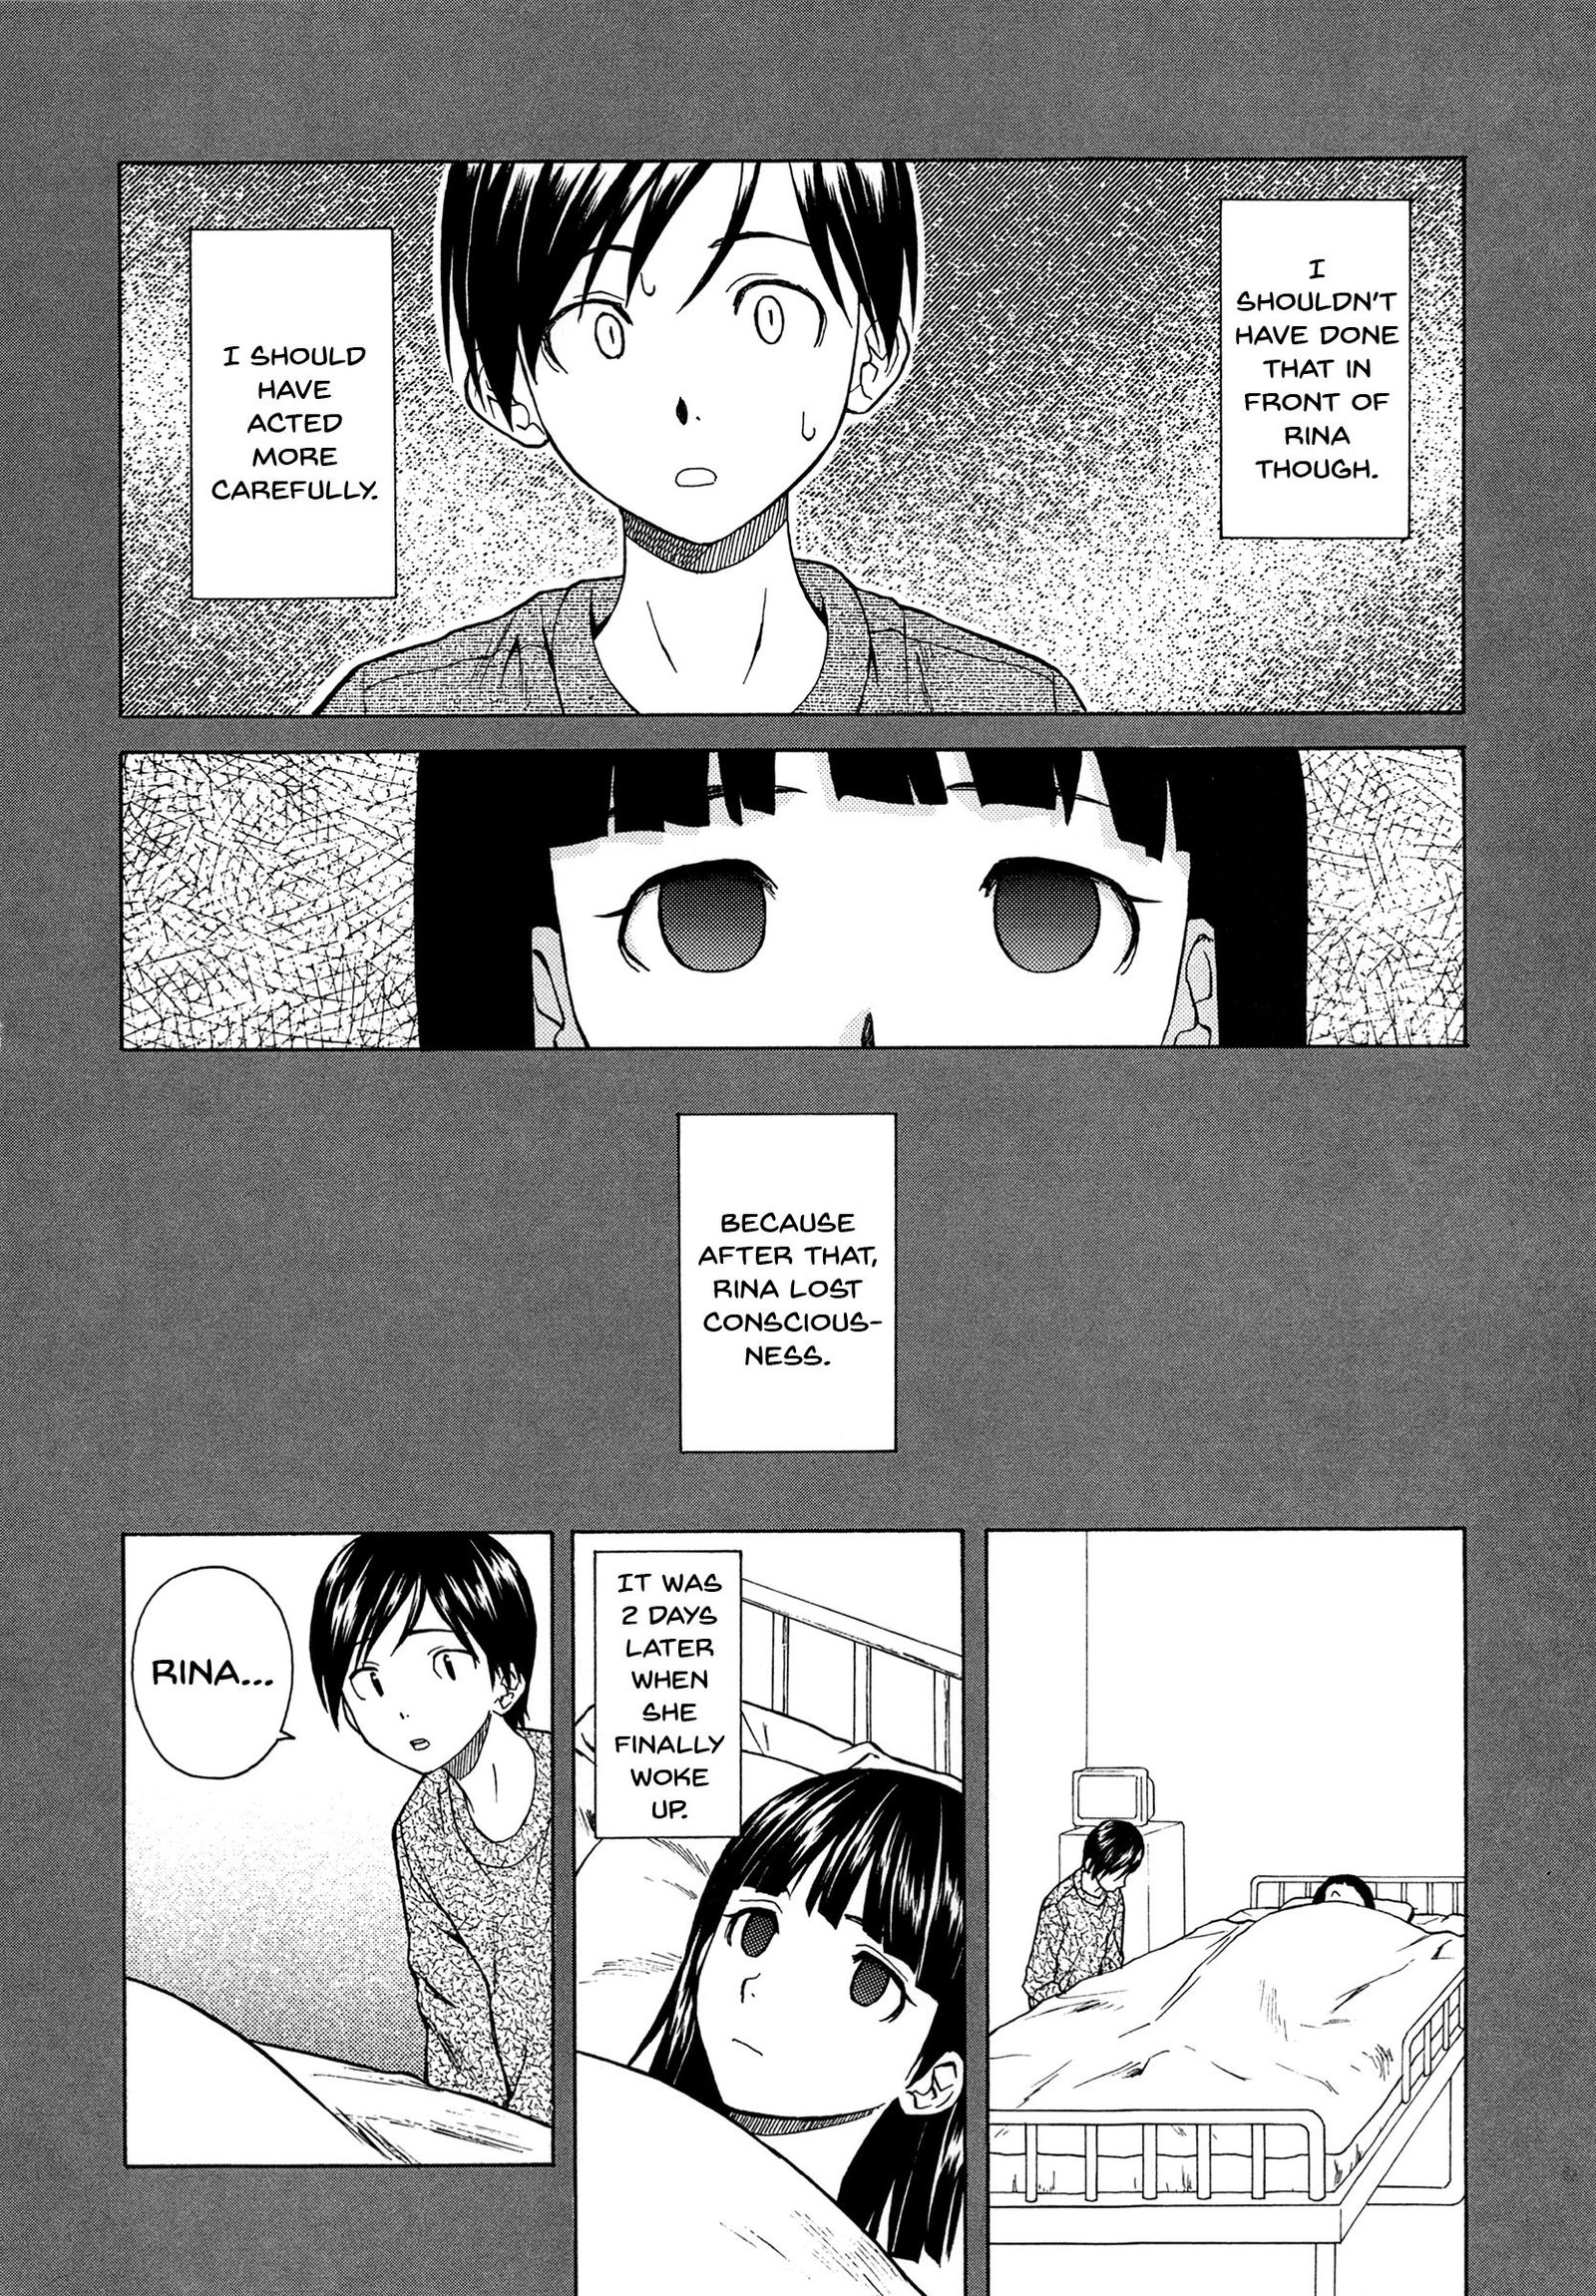 I
SHOULDN'T
HAVE DONE
THAT IN
FRONT OF
RINA
THOUGH.
I SHOULD
HAVE
ACTED
MORE
CAREFULLY.
BECAUSE
AFTER THAT,
RINA LOST
CONSCIOUS-
NESS.
IT WAS
2 DAYS
LATER
WHEN
SHE
FINALLY
WOKE
UP.
RINA...